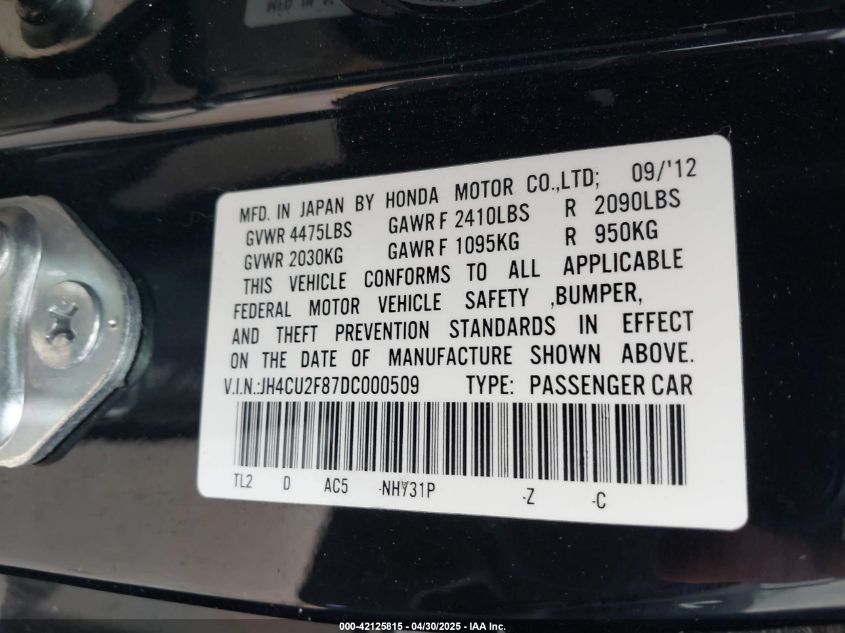 MFD. IN JAPAN BY HONDA MOTOR CO.,LTD; 09/'12
GVWR 4475LBS GAWR F 2410LBS R 2090LBS
GVWR 2030KG GAWR F 1095KG R 950KG
THIS VEHICLE CONFORMS TO ALL APPLICABLE
FEDERAL MOTOR VEHICLE SAFETY ,BUMPER,
AND THEFT PREVENTION STANDARDS IN EFFECT
ON THE DATE OF MANUFACTURE SHOWN ABOVE.
V.I.N.:JH4CU2F87DC000509 TYPE: PASSENGER CAR
TL2 D AC5 -NH731P -Z -C
000-42125815 - 04/30/2025 - IAA Inc.